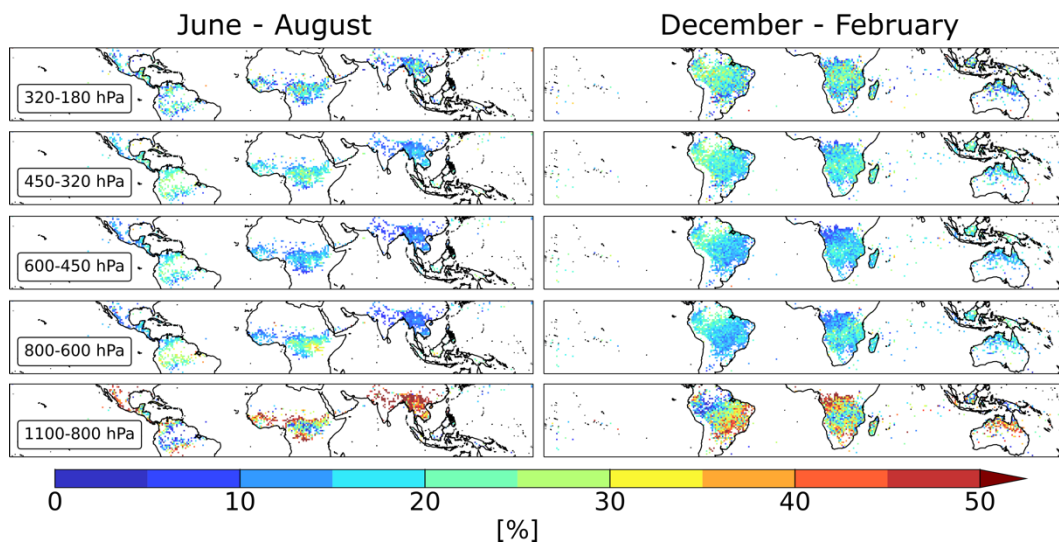 June - August
December - February
320-180 hPa
450-320 hPa
600-450 hPa
800-600 hPa
1100-800 hPa
0 10 20 30 40 50
[%]